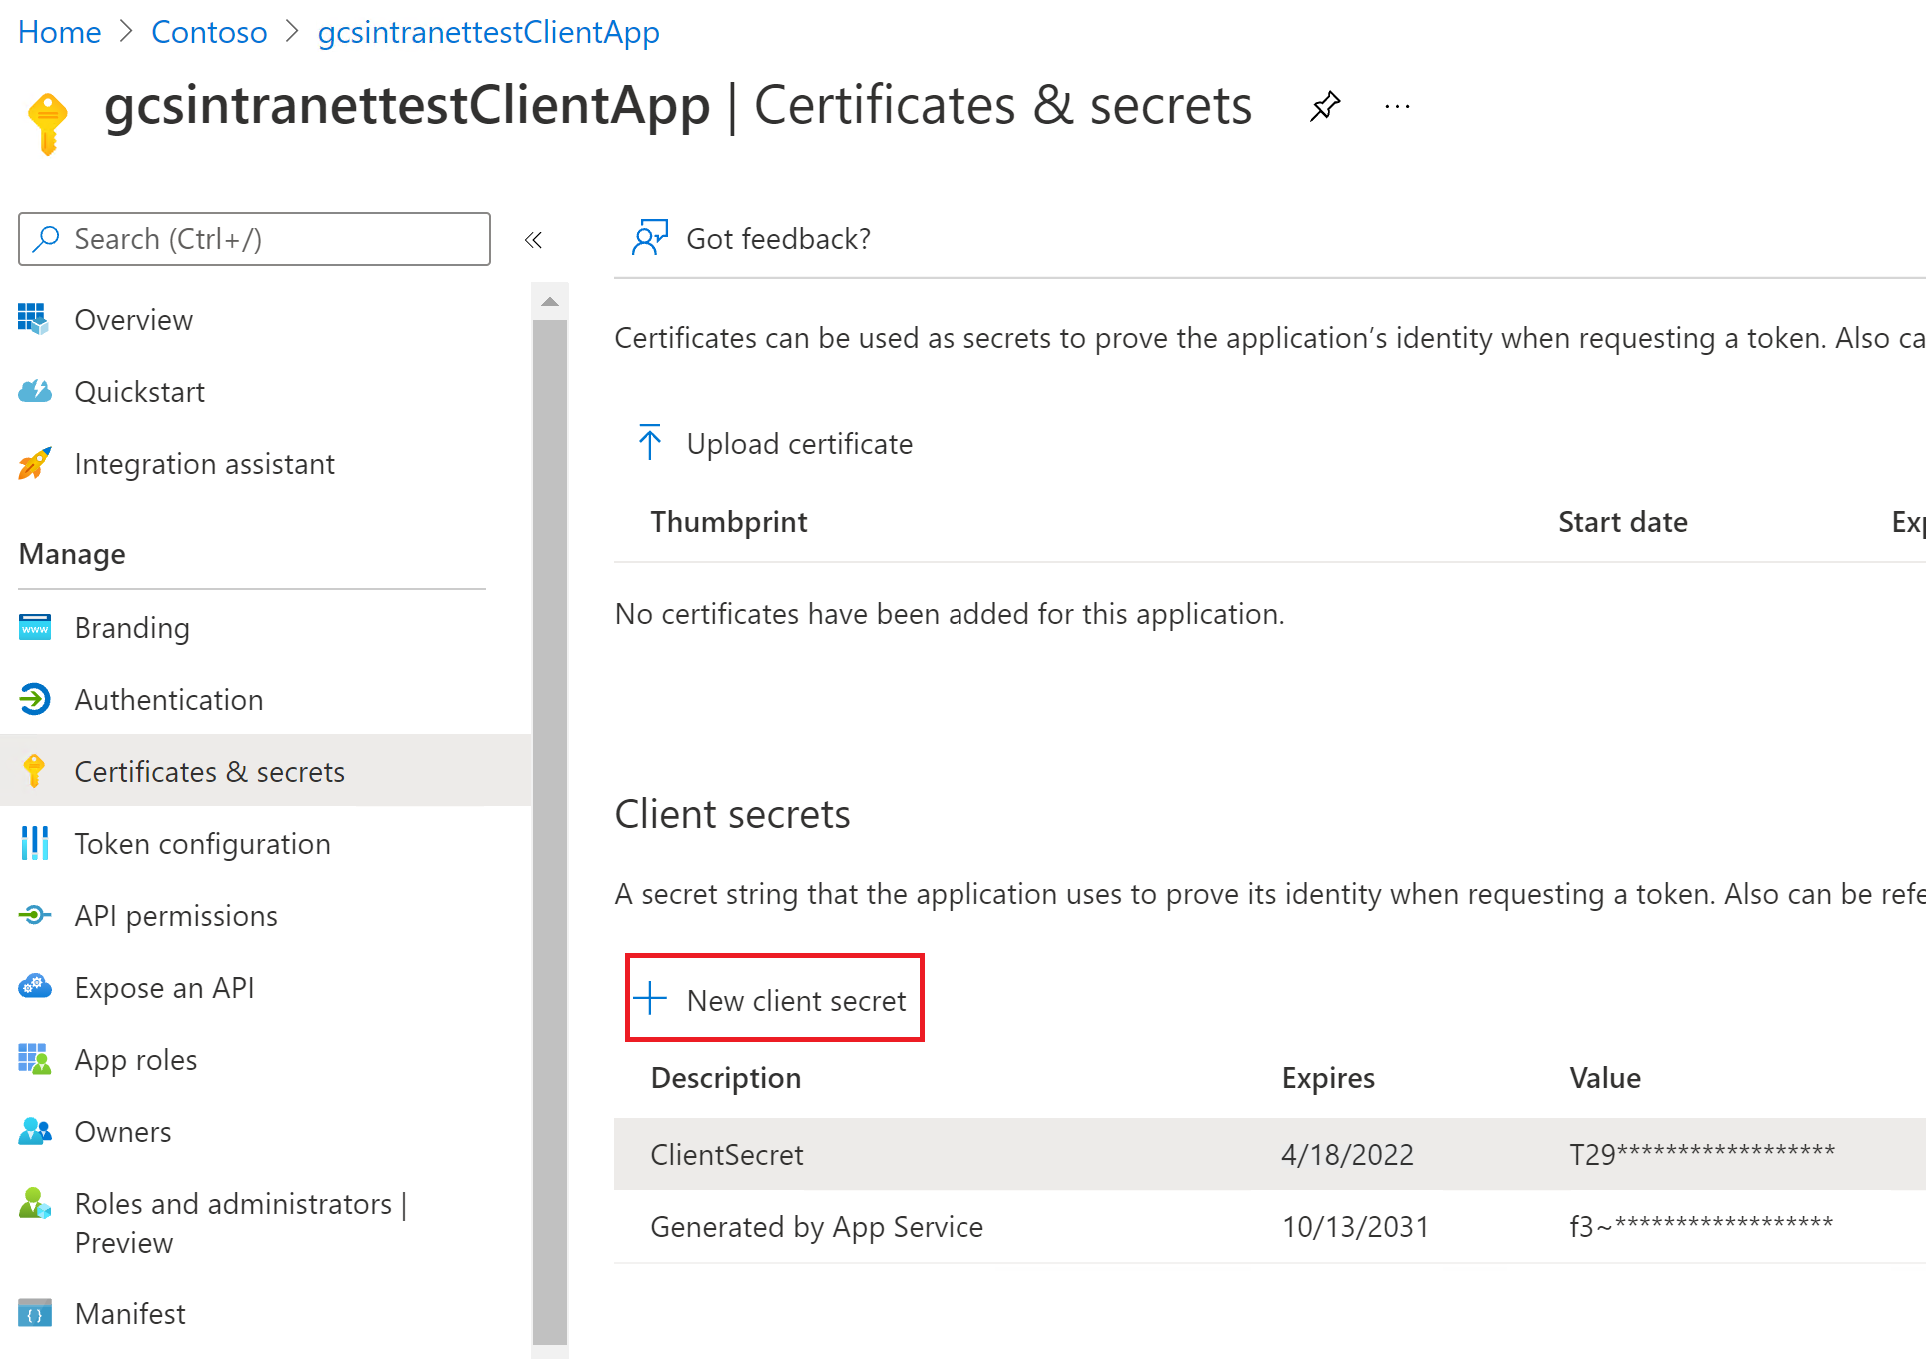 Home > Contoso > gcsintranettestClientApp
gcsintranettestClientApp | Certificates & secrets ...
Search (Ctrl+/) «
Overview
Quickstart
Integration assistant
Manage
www Branding
Authentication
Certificates & secrets
Token configuration
API permissions
Expose an API
App roles
Owners
Roles and administrators |
Preview
{ } Manifest
Got feedback?
Certificates can be used as secrets to prove the application's identity when requesting a token. Also ca
Upload certificate
Thumbprint Start date Exp
No certificates have been added for this application.
Client secrets
A secret string that the application uses to prove its identity when requesting a token. Also can be refe
+ New client secret
Description Expires Value
ClientSecret 4/18/2022 T29******************
Generated by App Service 10/13/2031 f3~******************